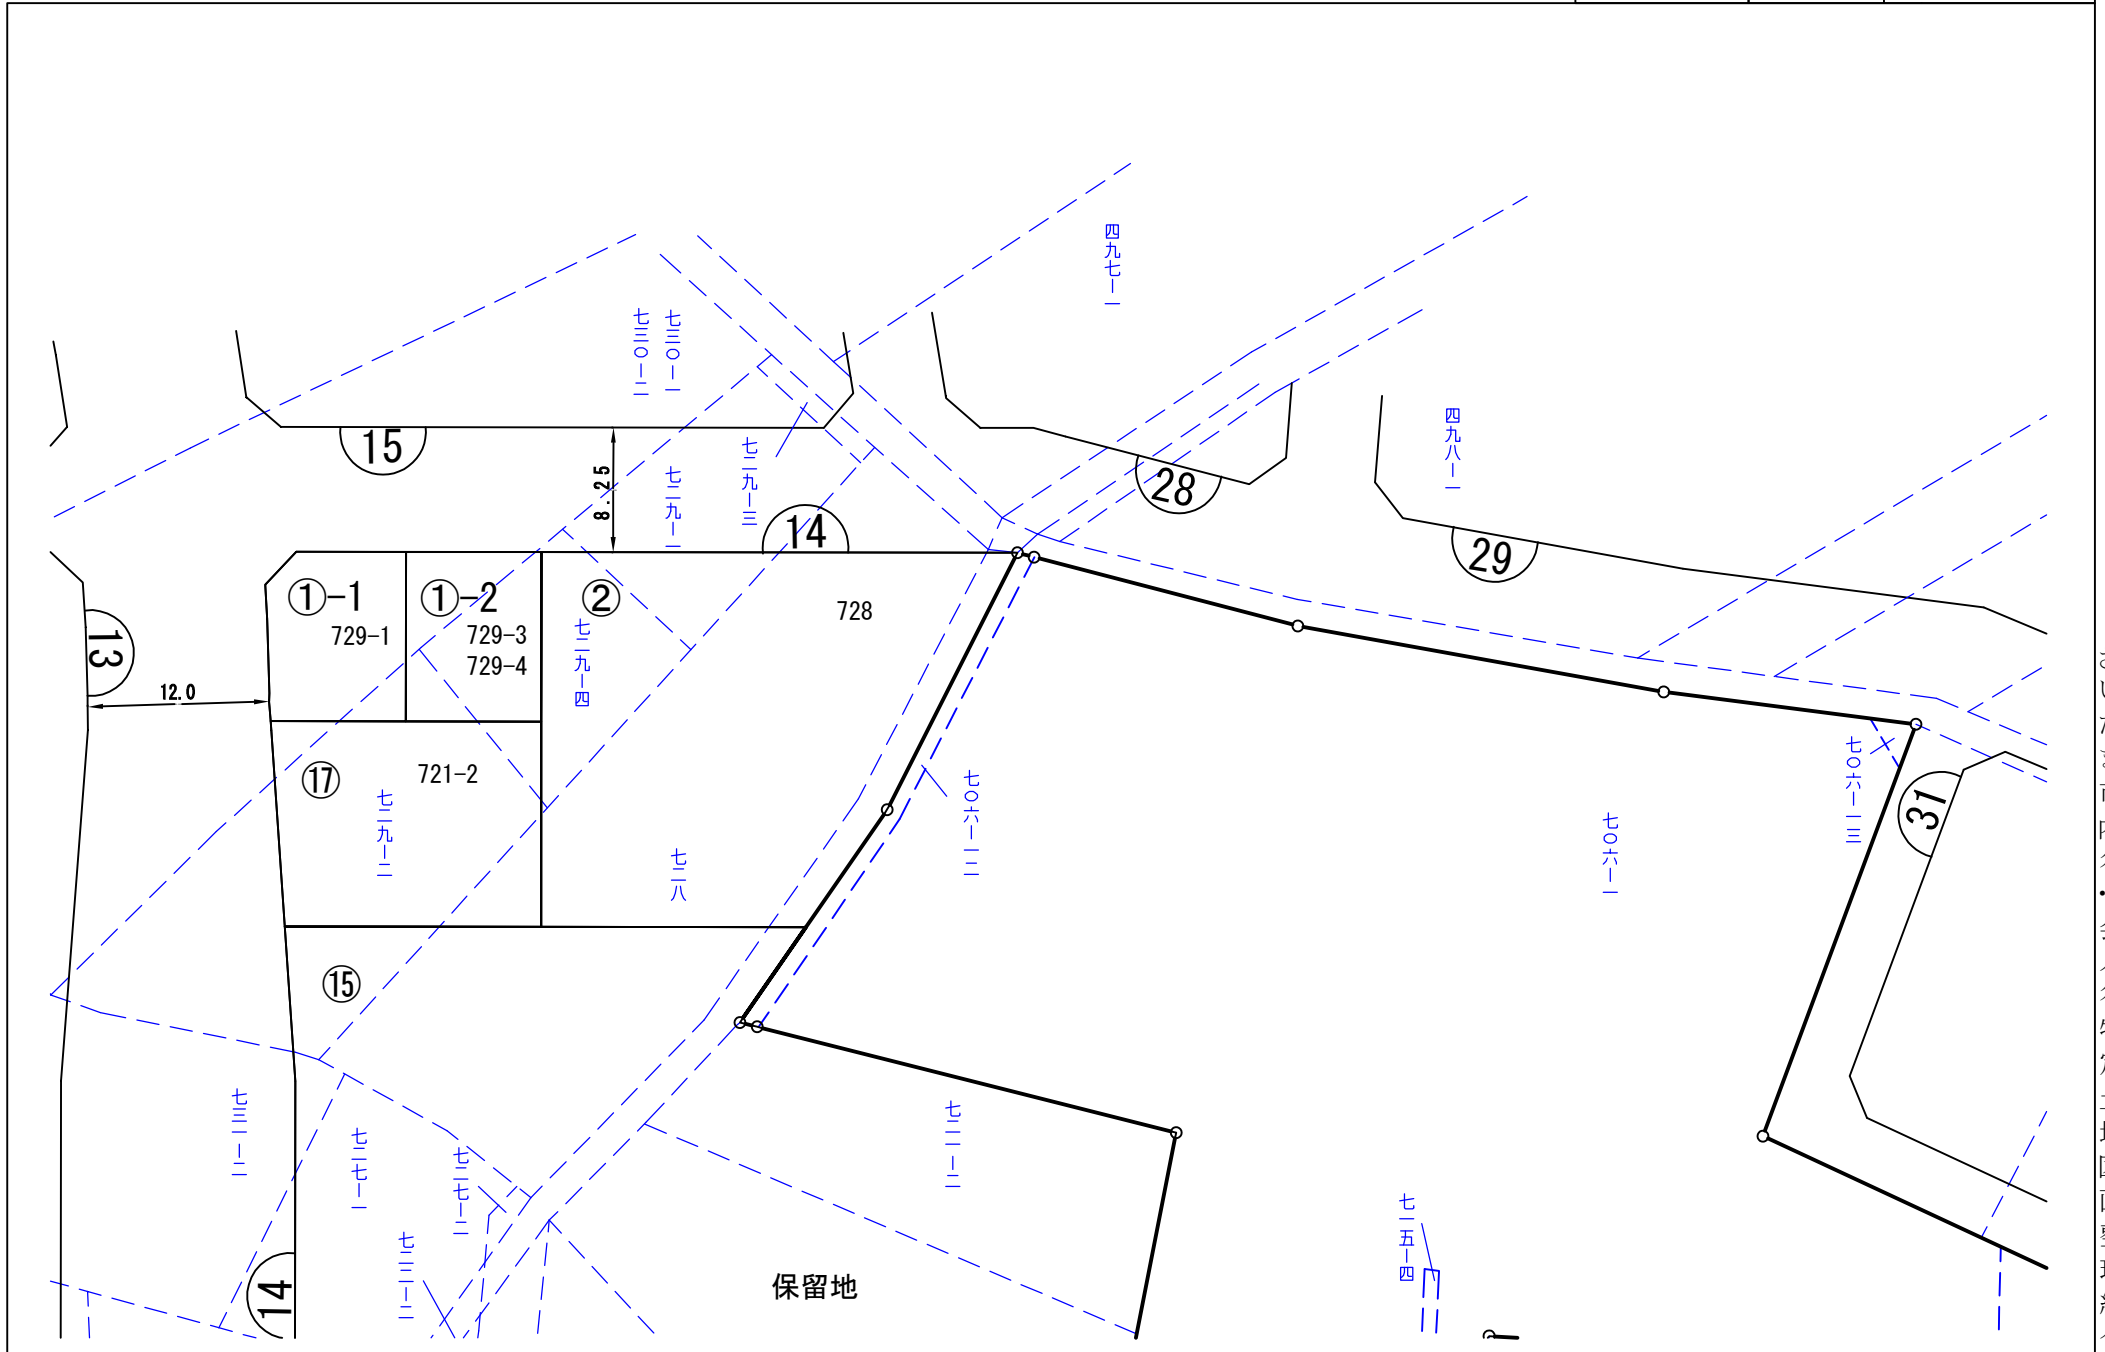 四九七ー一
七三〇ー一
七三〇ー二
四九八ー一
15
七二九ー三
七二九ー一
8.25
28
14
29
①-1
729-1
①-2
729-3
729-4
②
728
七二九ー四
13
12.0
⑰
721-2
七二九ー二
七二八
七〇六ー一二
七〇六ー一
七〇六ー一三
31
⑮
七三一ー二
七二七ー一
七二七ー二
七二一ー二
七一五ー四
14
保留地